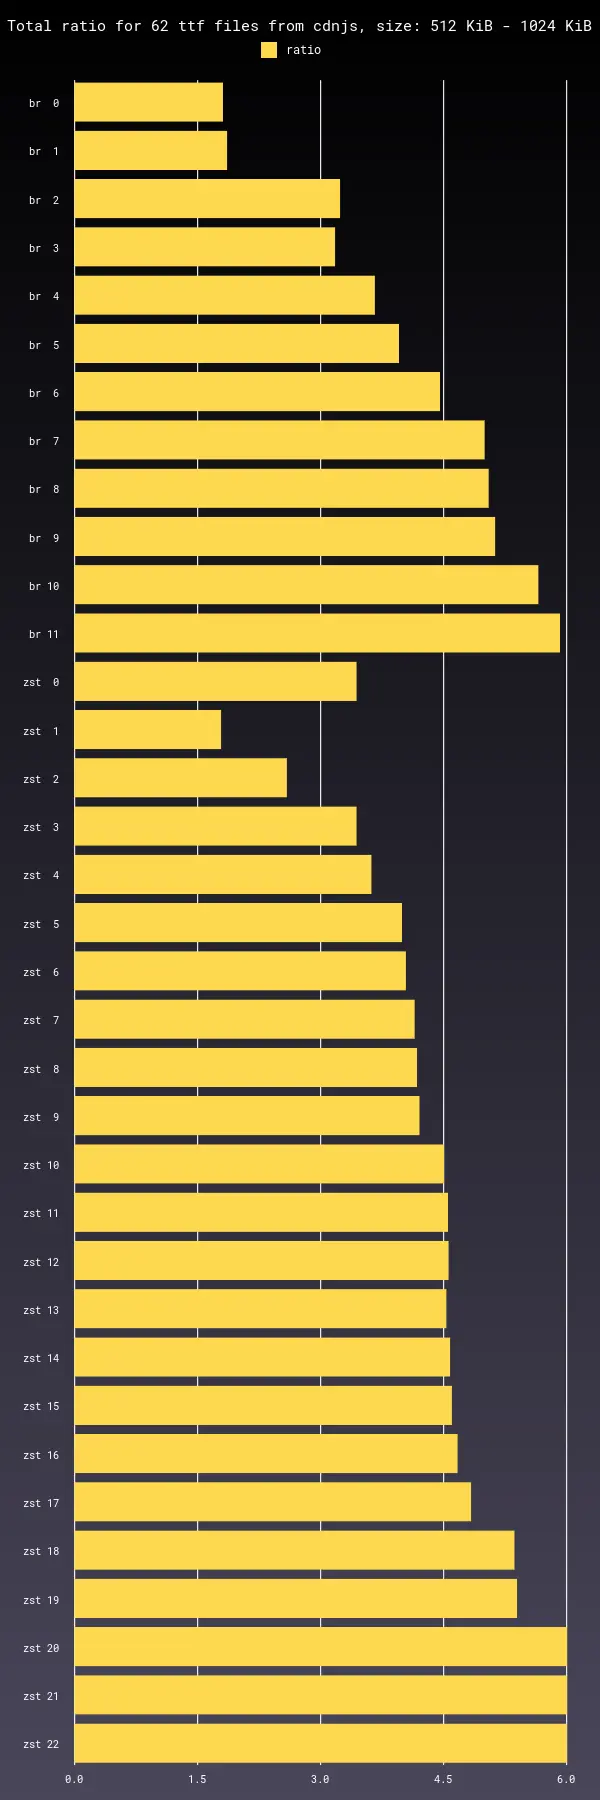 Total ratio for 62 ttf files from cdnjs, size: 512 KiB - 1024 KiB
ratio
br  0
br  1
br  2
br  3
br  4
br  5
br  6
br  7
br  8
br  9
br 10
br 11
zst  0
zst  1
zst  2
zst  3
zst  4
zst  5
zst  6
zst  7
zst  8
zst  9
zst 10
zst 11
zst 12
zst 13
zst 14
zst 15
zst 16
zst 17
zst 18
zst 19
zst 20
zst 21
zst 22
0.0 1.5 3.0 4.5 6.0